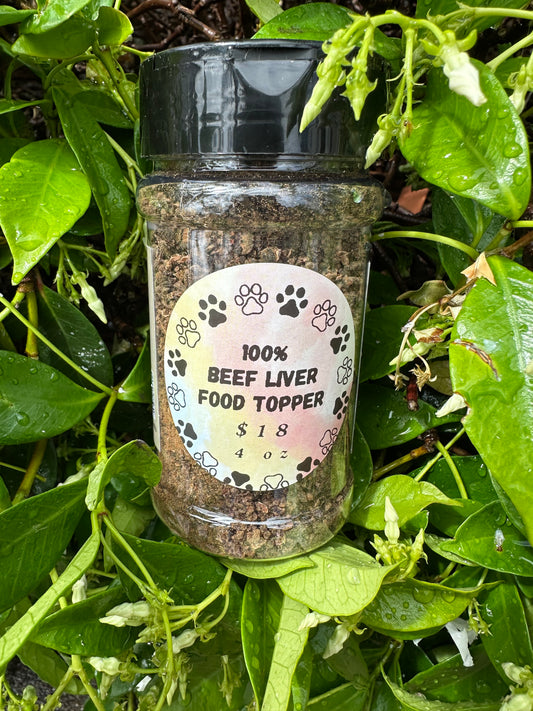 100%
BEEF LIVER
FOOD TOPPER
$18
4 oz